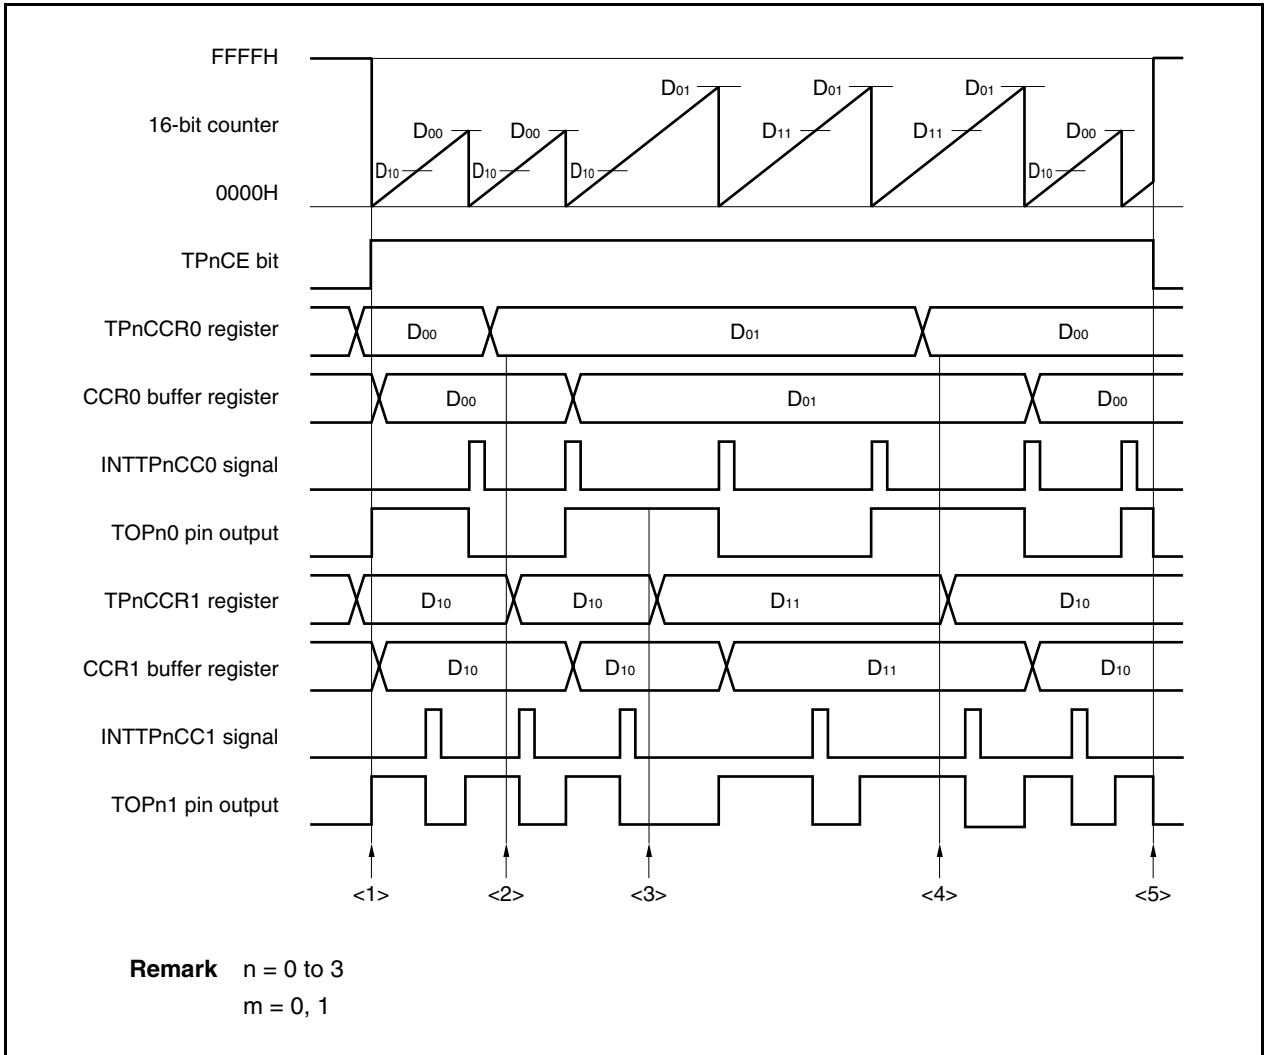 FFFFH
D01 D01 D01
16-bit counter
D00 D00 D11 D11 D00
D10 D10 D10 D10
0000H
TPnCE bit
TPnCCR0 register D00 D01 D00
CCR0 buffer register D00 D01 D00
INTTPnCC0 signal
TOPn0 pin output
TPnCCR1 register D10 D10 D11 D10
CCR1 buffer register D10 D10 D11 D10
INTTPnCC1 signal
TOPn1 pin output
<1> <2> <3> <4> <5>
Remark n = 0 to 3
m = 0, 1